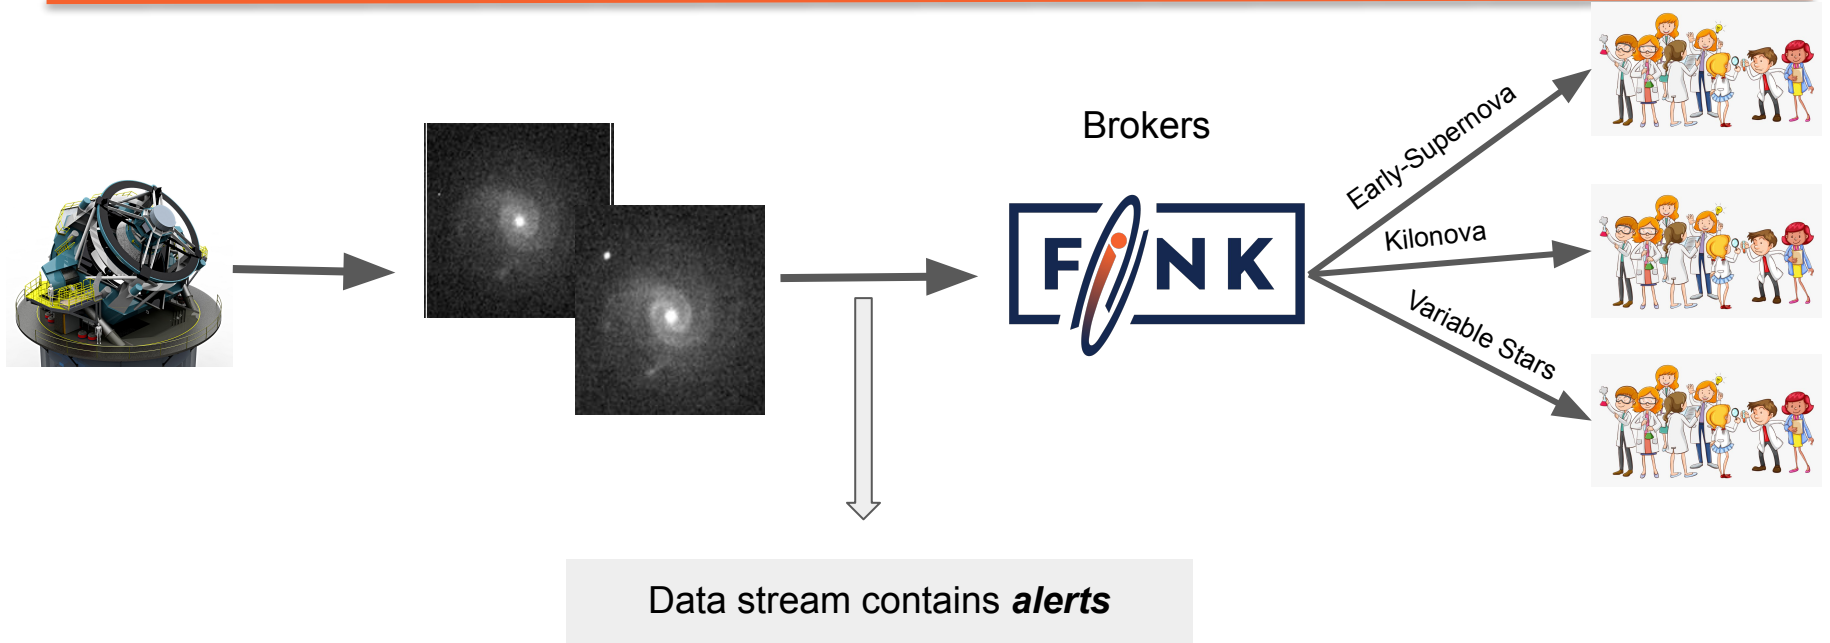 Brokers
FINK
Early-Supernova
Kilonova
Variable Stars
Data stream contains alerts